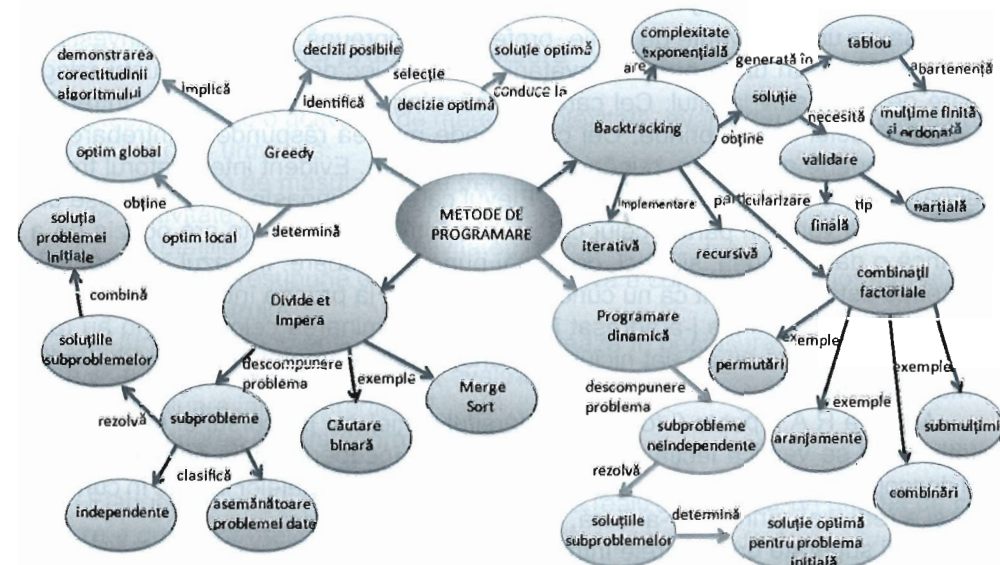 demonstrarea
corectitudinii
algoritmului
implică
decizii posibile
identifică
selecție
decizie optimă
conduce la
soluție optimă
Greedy
optim global
obține
optim local
determină
METODE DE
PROGRAMARE
Backtracking
are
complexitate
exponențială
obține
soluție
generată în
tablou
apartenență
mulțime finită
și ordonată
necesită
validare
tip
finală
parțială
implementare
iterativă
recursivă
particularizare
combinații
factoriale
exemple
permutări
exemple
aranjamente
exemple
combinări
submulțimi
Divide et
Impera
descompunere
problema
exemple
Căutare
binară
Merge
Sort
subprobleme
rezolvă
soluțiile
subproblemelor
combină
soluția
problemei
inițiale
clasifică
independente
asemănătoare
problemei date
Programare
dinamică
descompunere
problema
subprobleme
neindependente
rezolvă
soluțiile
subproblemelor
determină
soluție optimă
pentru problema
inițială